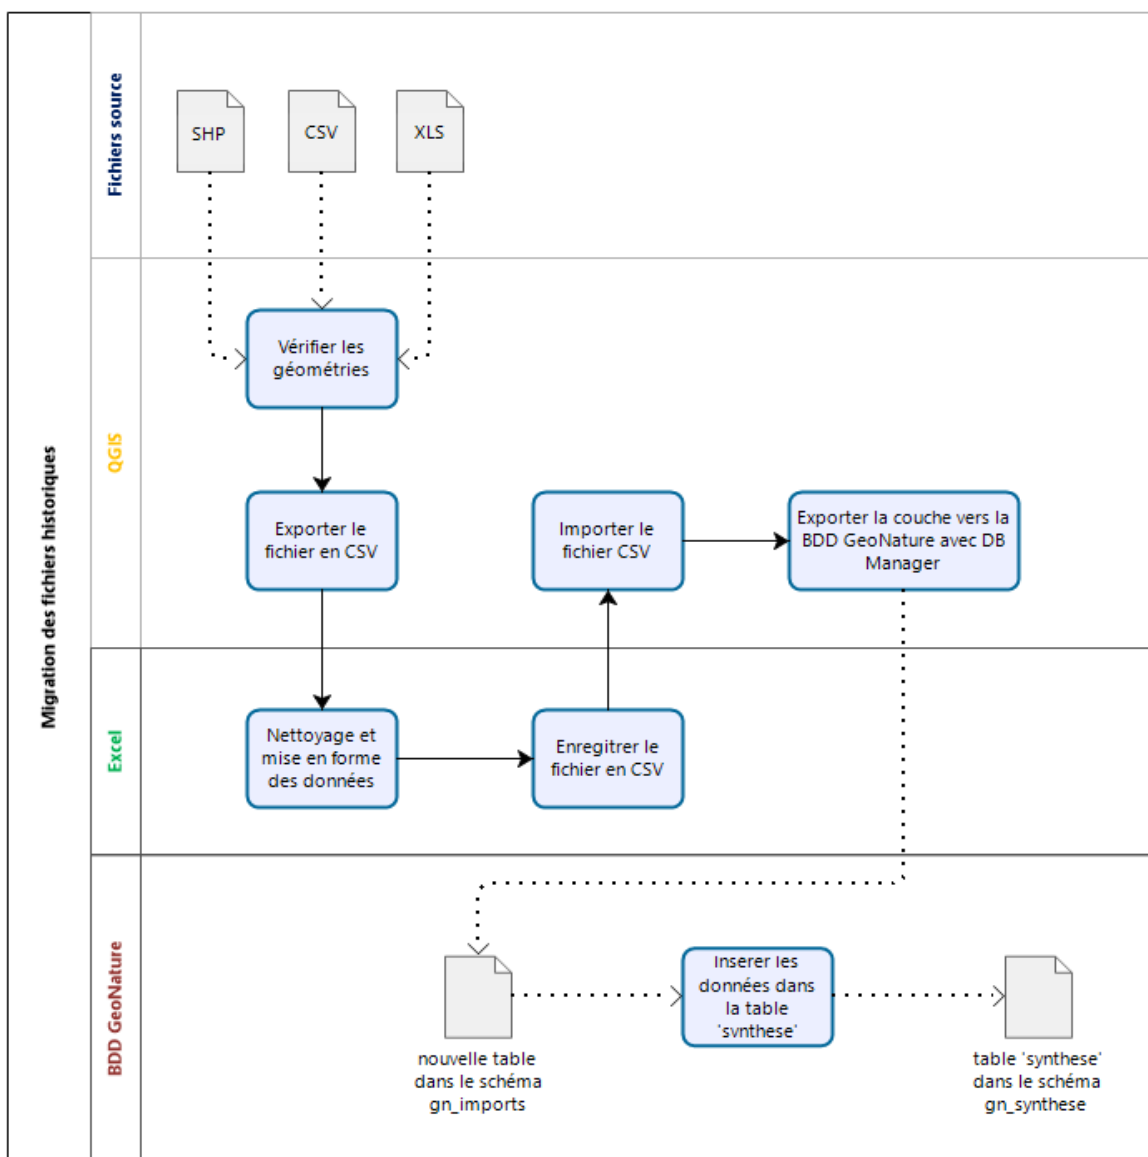 Migration des fichiers historiques
Fichiers source
SHP
CSV
XLS
QGIS
Vérifier les
géométries
Exporter le
fichier en CSV
Importer le
fichier CSV
Exporter la couche vers la
BDD GeoNature avec DB
Manager
Excel
Nettoyage et
mise en forme
des données
Enregitrer le
fichier en CSV
BDD GeoNature
nouvelle table
dans le schéma
gn_imports
Insérer les
données dans
la table
'synthese'
table 'synthese'
dans le schéma
gn_synthese